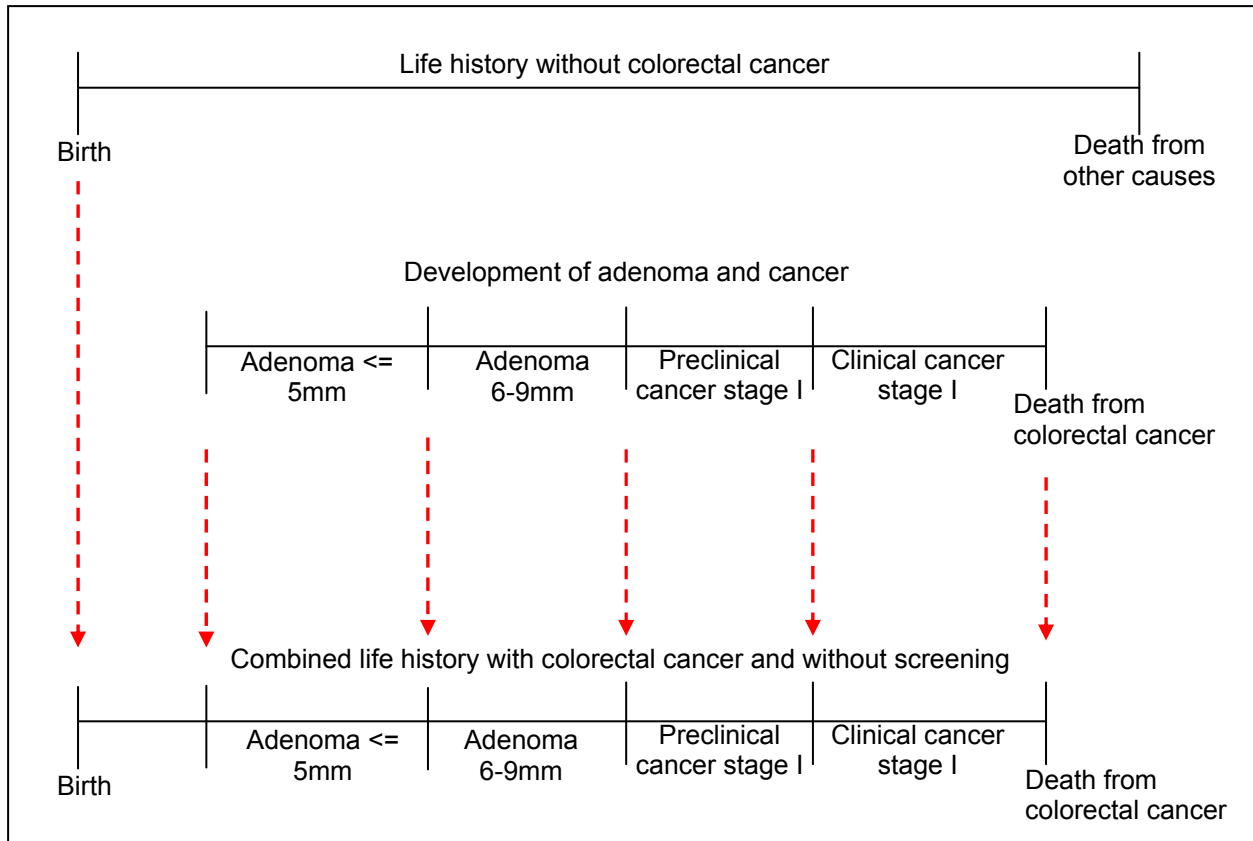 Life history without colorectal cancer
Birth
Death from
other causes
Development of adenoma and cancer
Adenoma <=
5mm
Adenoma
6-9mm
Preclinical
cancer stage I
Clinical cancer
stage I
Death from
colorectal cancer
Combined life history with colorectal cancer and without screening
Adenoma <=
5mm
Adenoma
6-9mm
Preclinical
cancer stage I
Clinical cancer
stage I
Birth
Death from
colorectal cancer